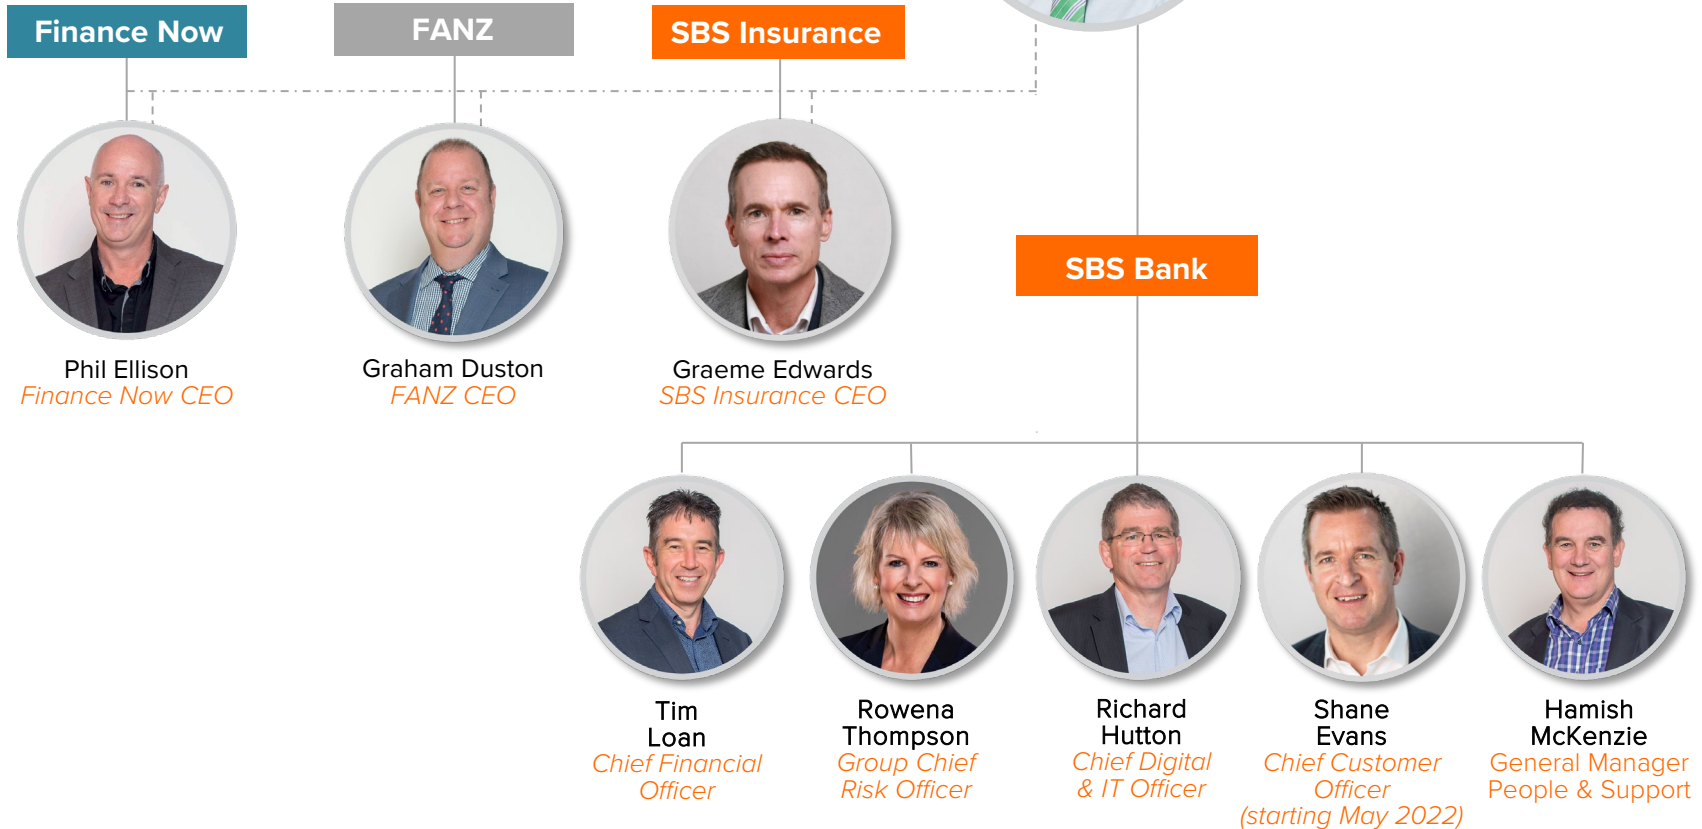 Finance Now
FANZ
SBS Insurance
Phil Ellison
Finance Now CEO
Graham Duston
FANZ CEO
Graeme Edwards
SBS Insurance CEO
SBS Bank
Tim
Loan
Chief Financial
Officer
Rowena
Thompson
Group Chief
Risk Officer
Richard
Hutton
Chief Digital
& IT Officer
Shane
Evans
Chief Customer
Officer
(starting May 2022)
Hamish
McKenzie
General Manager
People & Support